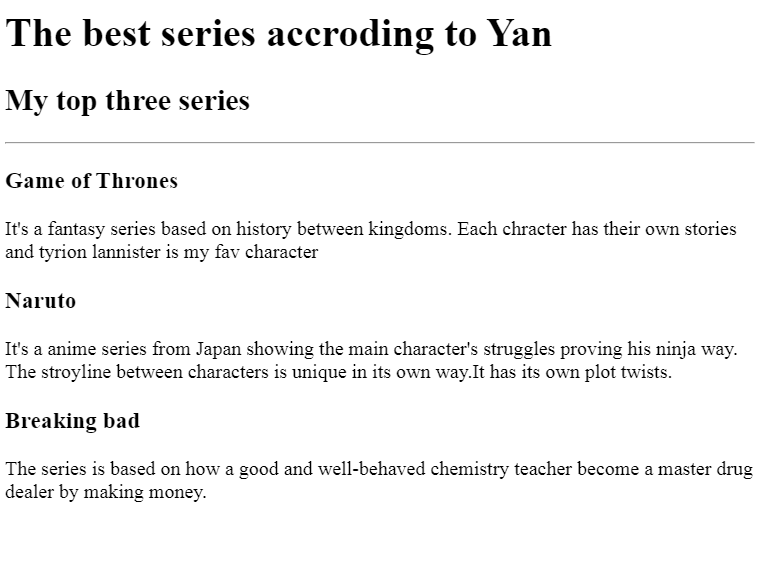 The best series accroding to Yan
My top three series
Game of Thrones
It's a fantasy series based on history between kingdoms. Each chracter has their own stories
and tyrion lannister is my fav character
Naruto
It's a anime series from Japan showing the main character's struggles proving his ninja way.
The stroyline between characters is unique in its own way.It has its own plot twists.
Breaking bad
The series is based on how a good and well-behaved chemistry teacher become a master drug
dealer by making money.